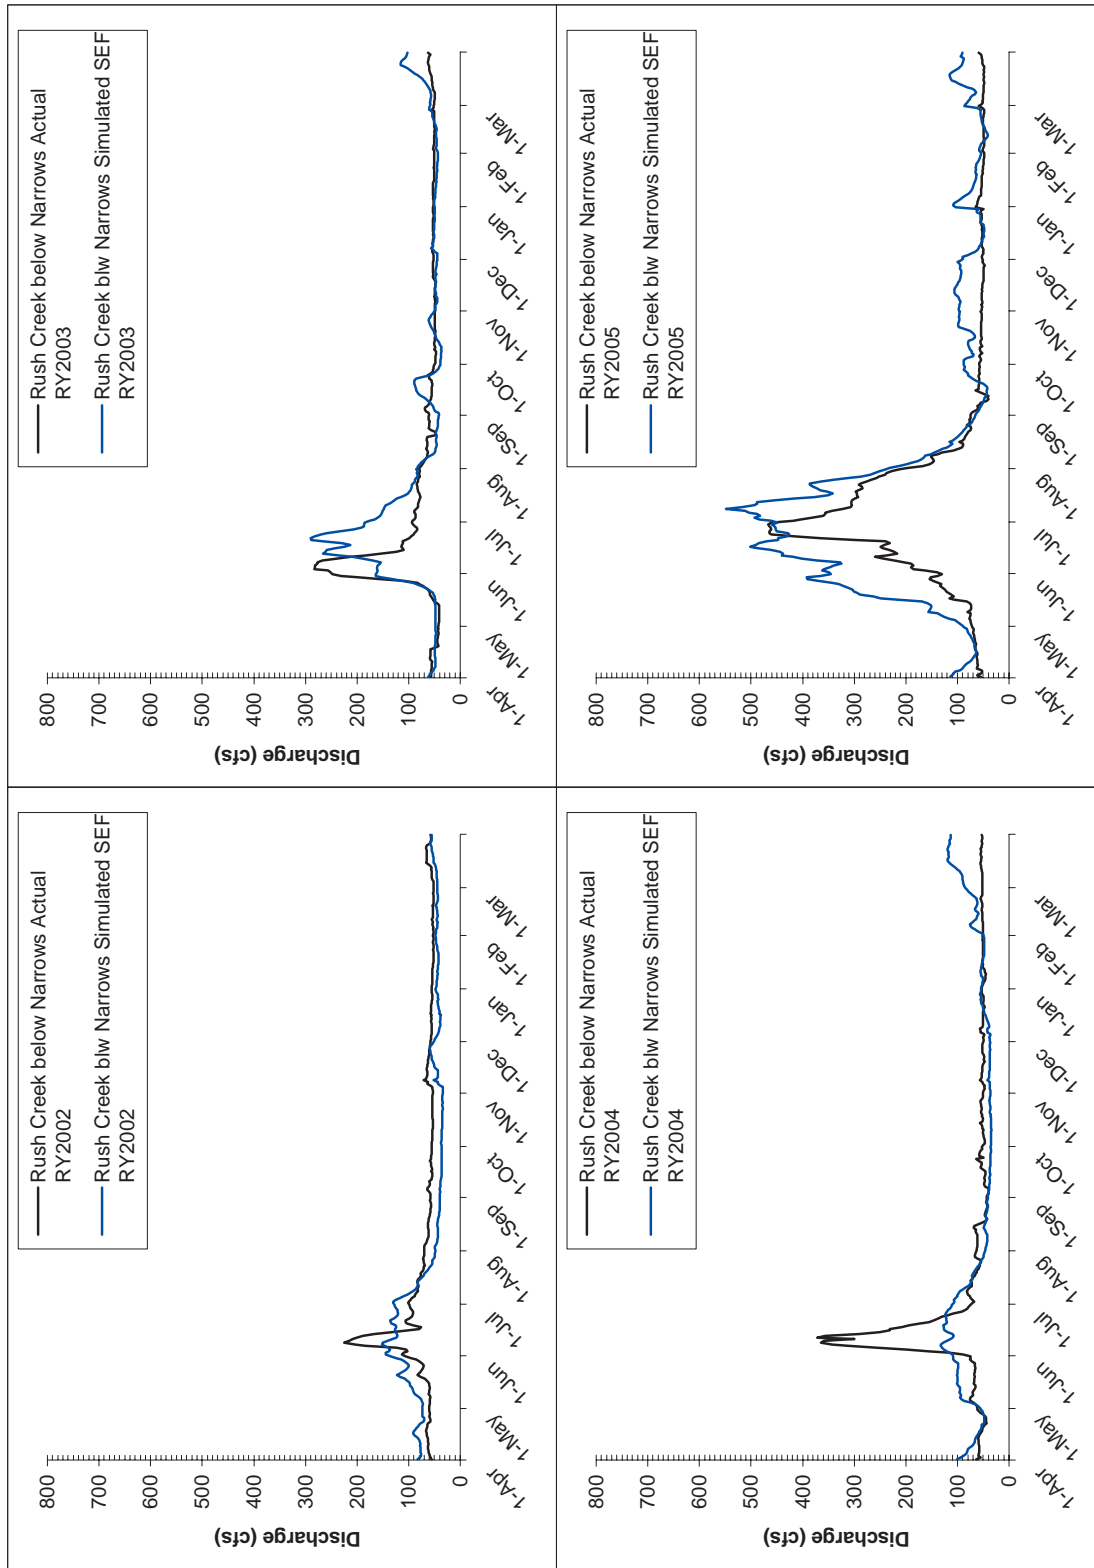 Rush Creek below Narrows Actual
RY2002
Rush Creek blw Narrows Simulated SEF
RY2002
800
700
600
500
400
300
200
100
0
Discharge (cfs)
1-Apr
1-May
1-Jun
1-Jul
1-Aug
1-Sep
1-Oct
1-Nov
1-Dec
1-Jan
1-Feb
1-Mar
Rush Creek below Narrows Actual
RY2003
Rush Creek blw Narrows Simulated SEF
RY2003
800
700
600
500
400
300
200
100
0
Discharge (cfs)
1-Apr
1-May
1-Jun
1-Jul
1-Aug
1-Sep
1-Oct
1-Nov
1-Dec
1-Jan
1-Feb
1-Mar
Rush Creek below Narrows Actual
RY2004
Rush Creek blw Narrows Simulated SEF
RY2004
800
700
600
500
400
300
200
100
0
Discharge (cfs)
1-Apr
1-May
1-Jun
1-Jul
1-Aug
1-Sep
1-Oct
1-Nov
1-Dec
1-Jan
1-Feb
1-Mar
Rush Creek below Narrows Actual
RY2005
Rush Creek blw Narrows Simulated SEF
RY2005
800
700
600
500
400
300
200
100
0
Discharge (cfs)
1-Apr
1-May
1-Jun
1-Jul
1-Aug
1-Sep
1-Oct
1-Nov
1-Dec
1-Jan
1-Feb
1-Mar